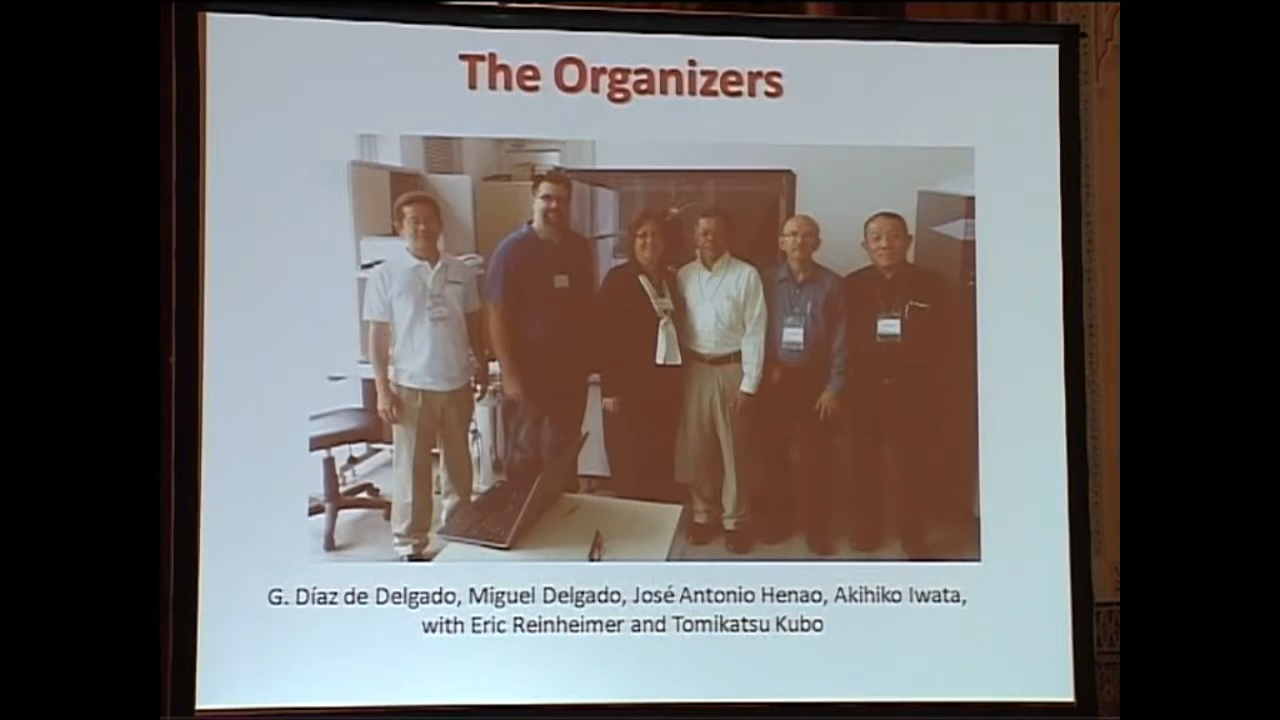 The Organizers
G. Díaz de Delgado, Miguel Delgado, José Antonio Henao, Akihiko Iwata,
with Eric Reinheimer and Tomikatsu Kubo